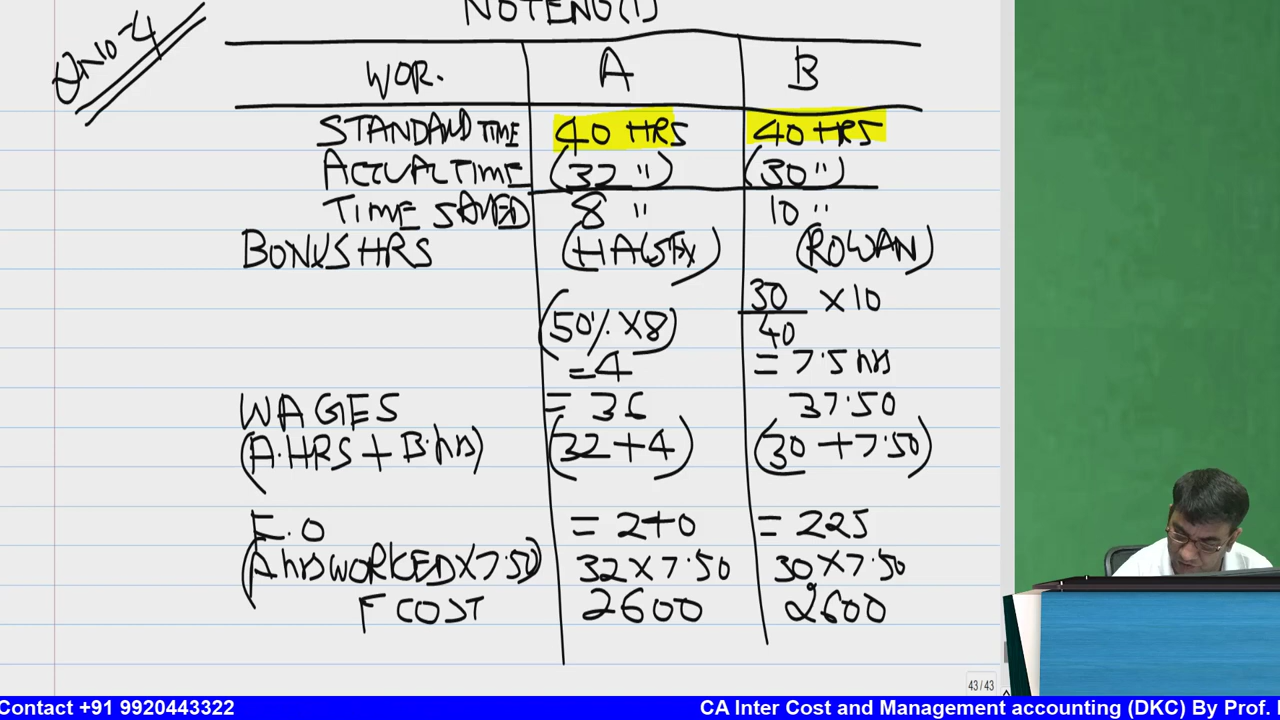 NOTENO(1)
Q NO-4
WOR. A B
STANDARD TIME 40 HRS 40 HRS
ACTUAL TIME (32 ") (30 ")
TIME SAVED 8 " 10 "
BONUS HRS (HALSEY) (ROWAN)
(50% × 8) 30/40 × 10
= 4 = 7.5 hrs
WAGES = 36 37.50
(A.HRS + B.hrs) (32 + 4) (30 + 7.50)
F.O = 240 = 225
(A hrs WORKED × 7.50) 32 × 7.50 30 × 7.50
F COST 2600 2600
43 / 43
Contact +91 9920443322 CA Inter Cost and Management accounting (DKC) By Prof.